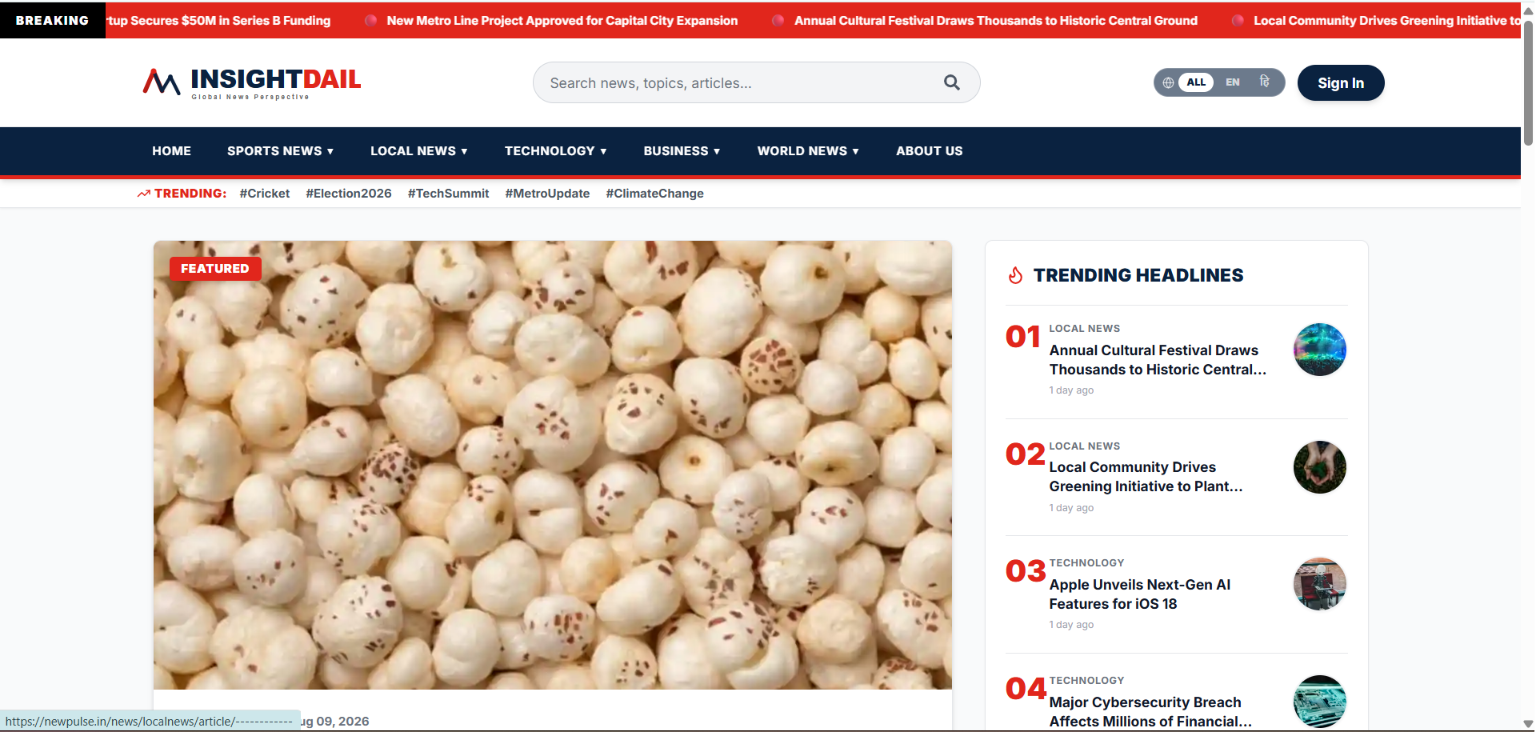 BREAKING
tup Secures $50M in Series B Funding
New Metro Line Project Approved for Capital City Expansion
Annual Cultural Festival Draws Thousands to Historic Central Ground
Local Community Drives Greening Initiative to
INSIGHTDAIL
Global News Perspective
Search news, topics, articles...
ALL
EN
हि
Sign In
HOME
SPORTS NEWS ▼
LOCAL NEWS ▼
TECHNOLOGY ▼
BUSINESS ▼
WORLD NEWS ▼
ABOUT US
TRENDING:
#Cricket
#Election2026
#TechSummit
#MetroUpdate
#ClimateChange
FEATURED
TRENDING HEADLINES
01
LOCAL NEWS
Annual Cultural Festival Draws
Thousands to Historic Central...
1 day ago
02
LOCAL NEWS
Local Community Drives
Greening Initiative to Plant...
1 day ago
03
TECHNOLOGY
Apple Unveils Next-Gen AI
Features for iOS 18
1 day ago
04
TECHNOLOGY
Major Cybersecurity Breach
Affects Millions of Financial...
ug 09, 2026
https://newpulse.in/news/localnews/article/------------